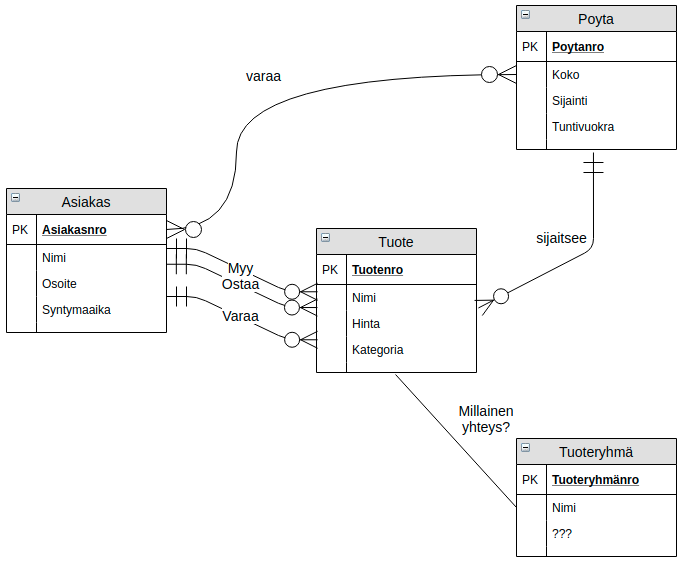 Poyta
PK Poytanro
Koko
Sijainti
Tuntivuokra
varaa
Asiakas
PK Asiakasnro
Nimi
Osoite
Syntymaaika
Myy
Ostaa
Varaa
Tuote
PK Tuotenro
Nimi
Hinta
Kategoria
sijaitsee
Millainen
yhteys?
Tuoteryhmä
PK Tuoteryhmänro
Nimi
???